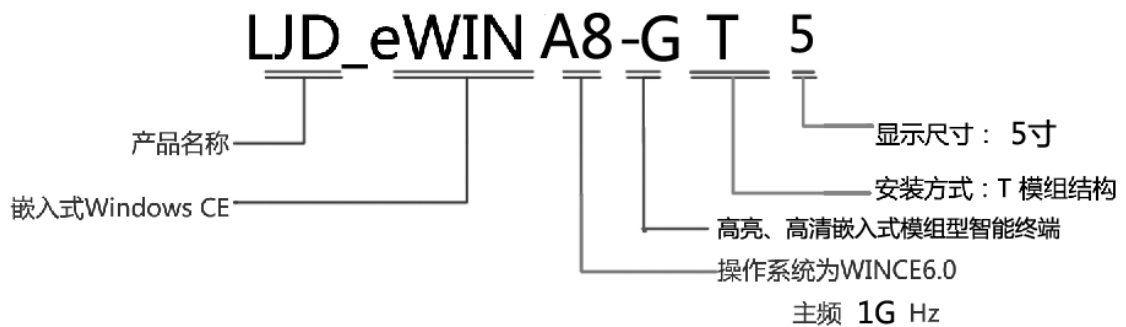 LJD_eWIN A8-G T 5
显示尺寸： 5寸
产品名称
安装方式：T 模组结构
嵌入式Windows CE
高亮、高清嵌入式模组型智能终端
操作系统为WINCE6.0
主频 1G Hz